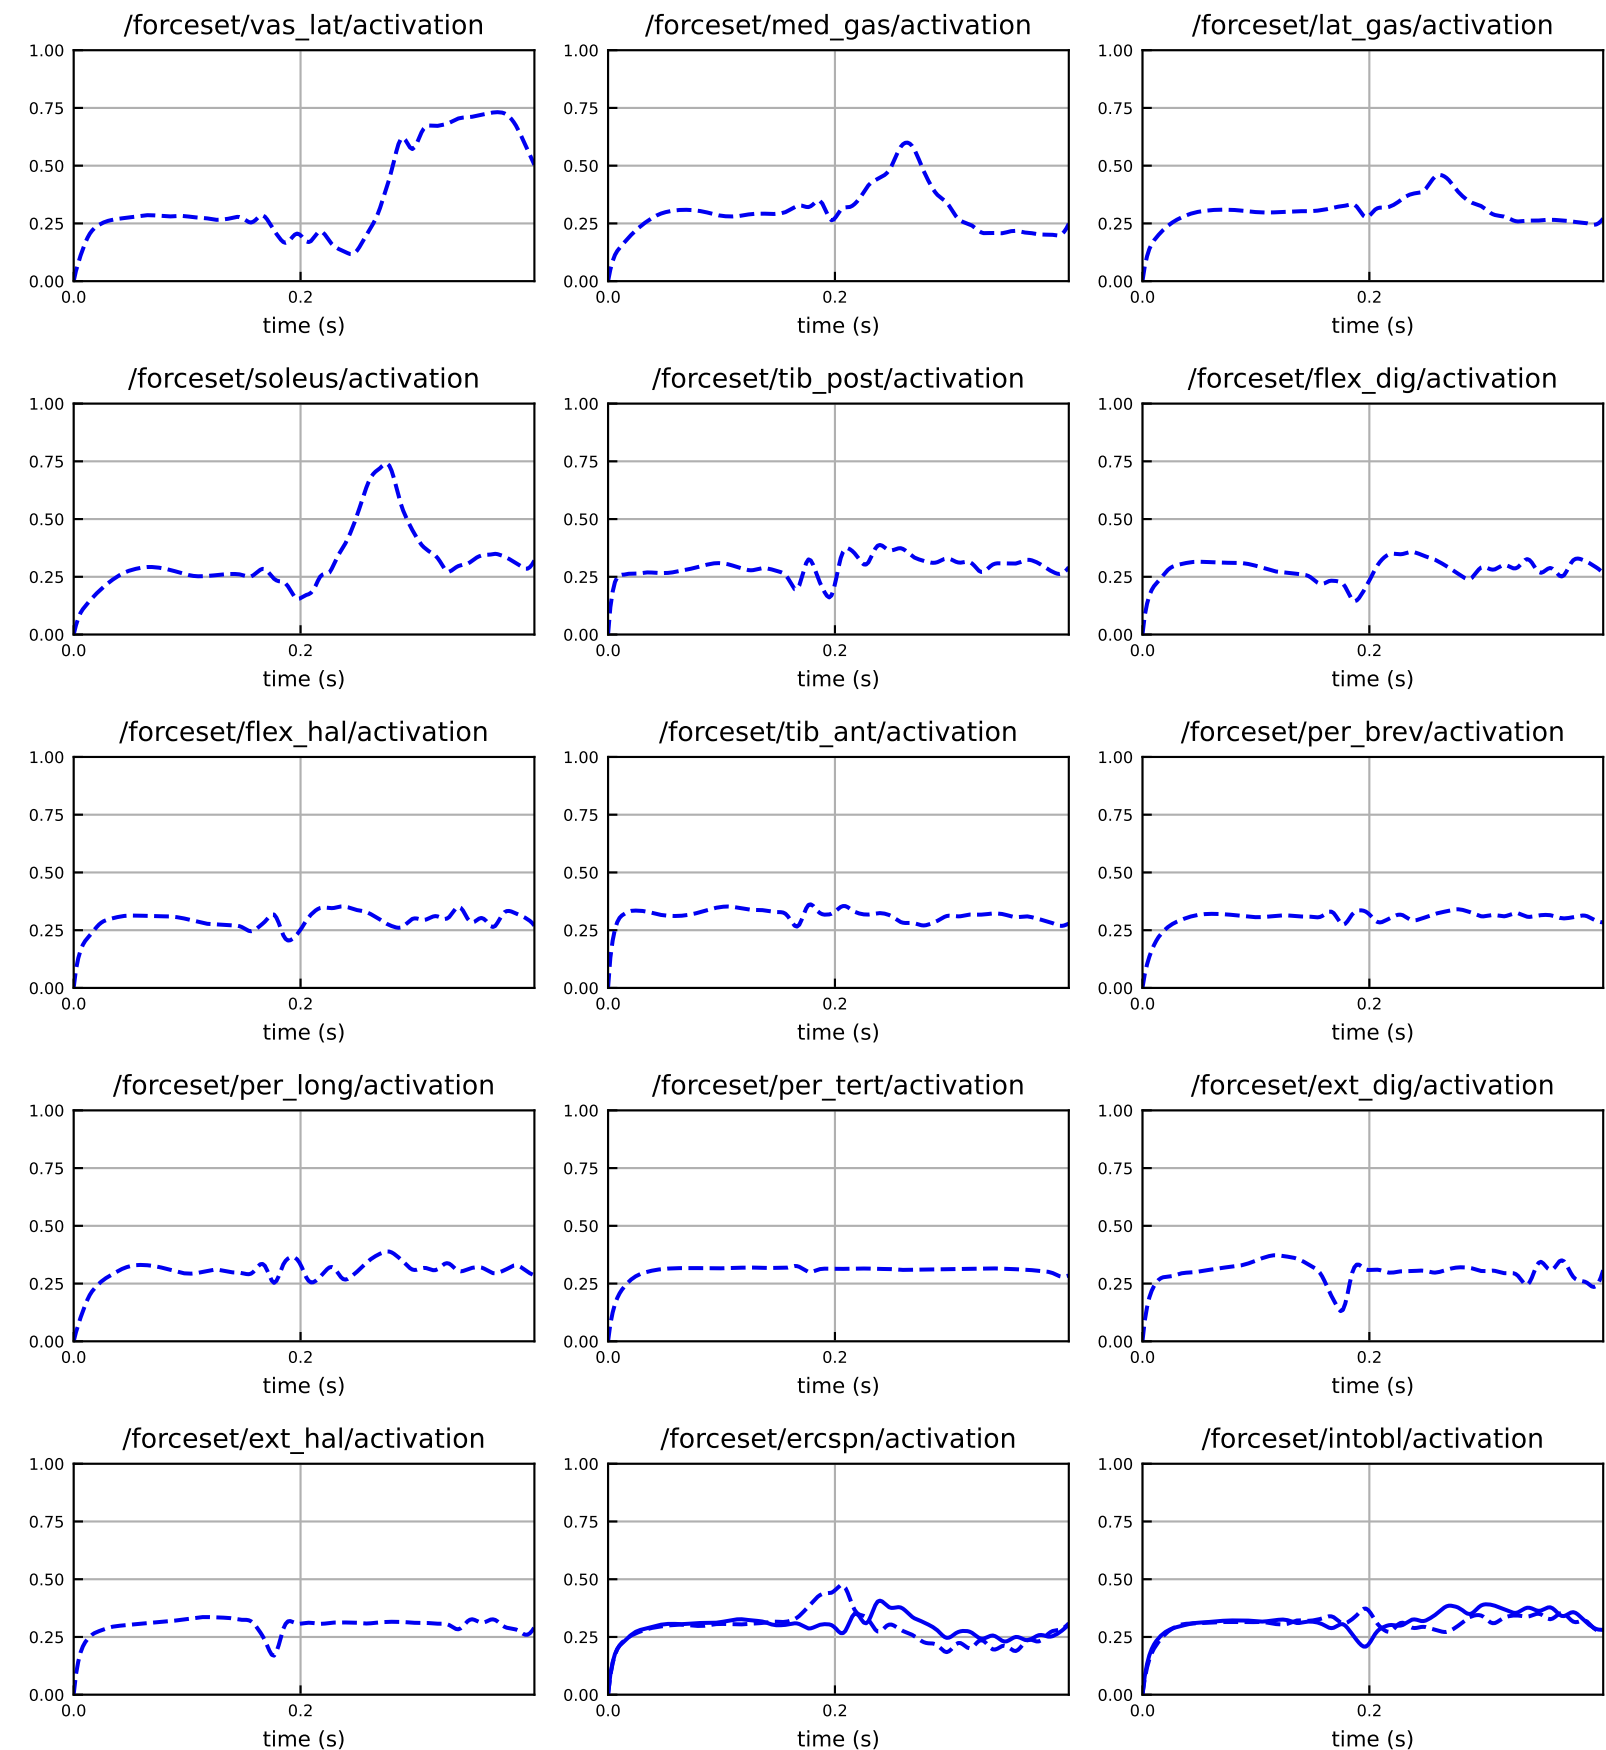 /forceset/vas_lat/activation /forceset/med_gas/activation /forceset/lat_gas/activation
1.00 1.00 1.00
0.75 0.75 0.75
0.50 0.50 0.50
0.25 0.25 0.25
0.00 0.00 0.00
0.0 0.2 0.0 0.2 0.0 0.2
time (s) time (s) time (s)
/forceset/soleus/activation /forceset/tib_post/activation /forceset/flex_dig/activation
1.00 1.00 1.00
0.75 0.75 0.75
0.50 0.50 0.50
0.25 0.25 0.25
0.00 0.00 0.00
0.0 0.2 0.0 0.2 0.0 0.2
time (s) time (s) time (s)
/forceset/flex_hal/activation /forceset/tib_ant/activation /forceset/per_brev/activation
1.00 1.00 1.00
0.75 0.75 0.75
0.50 0.50 0.50
0.25 0.25 0.25
0.00 0.00 0.00
0.0 0.2 0.0 0.2 0.0 0.2
time (s) time (s) time (s)
/forceset/per_long/activation /forceset/per_tert/activation /forceset/ext_dig/activation
1.00 1.00 1.00
0.75 0.75 0.75
0.50 0.50 0.50
0.25 0.25 0.25
0.00 0.00 0.00
0.0 0.2 0.0 0.2 0.0 0.2
time (s) time (s) time (s)
/forceset/ext_hal/activation /forceset/ercspn/activation /forceset/intobl/activation
1.00 1.00 1.00
0.75 0.75 0.75
0.50 0.50 0.50
0.25 0.25 0.25
0.00 0.00 0.00
0.0 0.2 0.0 0.2 0.0 0.2
time (s) time (s) time (s)